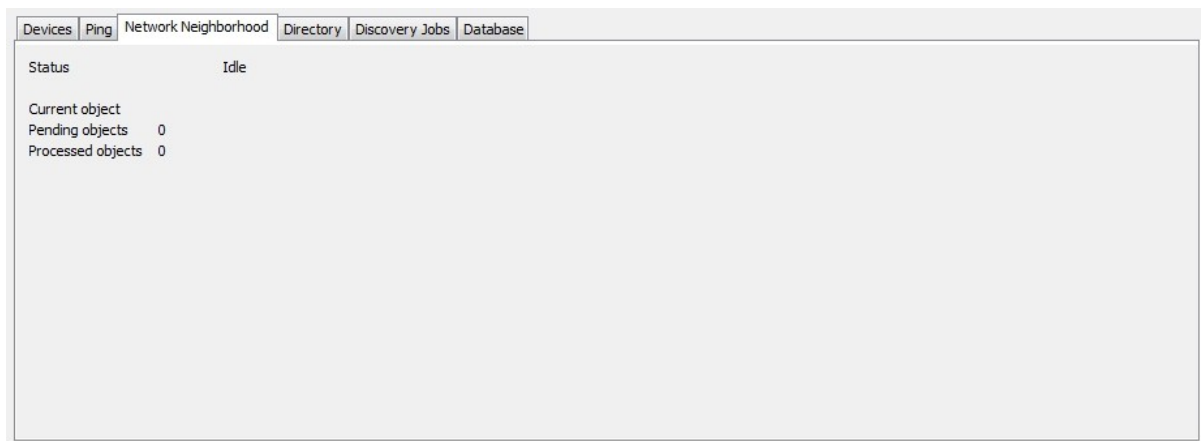 Devices Ping Network Neighborhood Directory Discovery Jobs Database
Status Idle
Current object
Pending objects 0
Processed objects 0